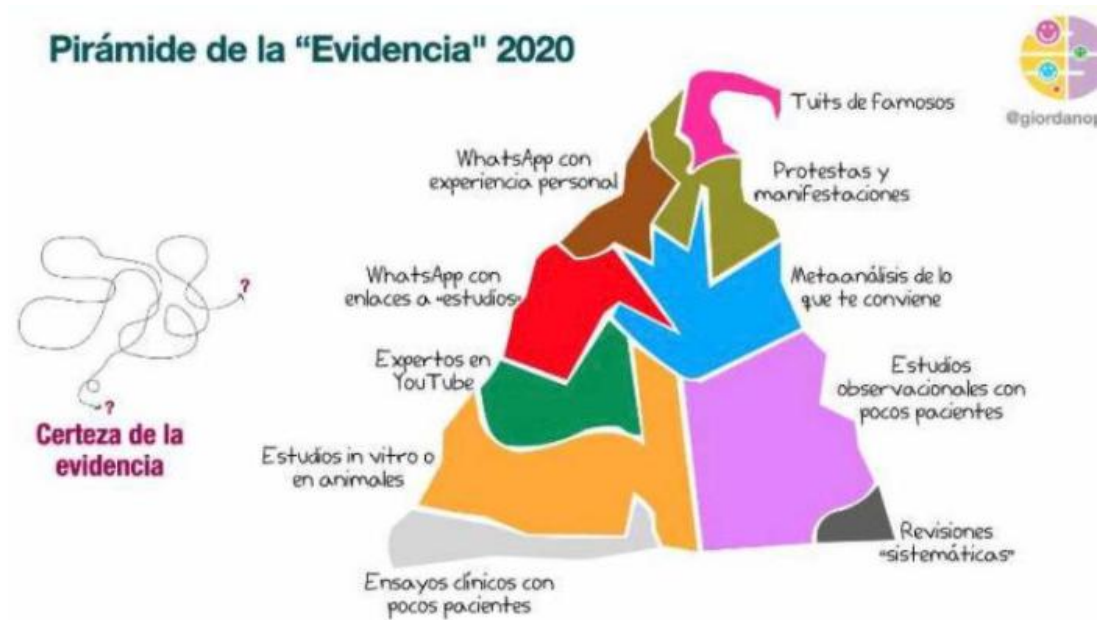 Pirámide de la “Evidencia" 2020
@giordanop
Tuits de famosos
WhatsApp con
experiencia personal
Protestas y
manifestaciones
WhatsApp con
enlaces a «estudios»
Metaanálisis de lo
que te conviene
Expertos en
YouTube
Estudios
observacionales con
pocos pacientes
?
?
Certeza de la
evidencia
Estudios in vitro o
en animales
Revisiones
"sistemáticas"
Ensayos clínicos con
pocos pacientes